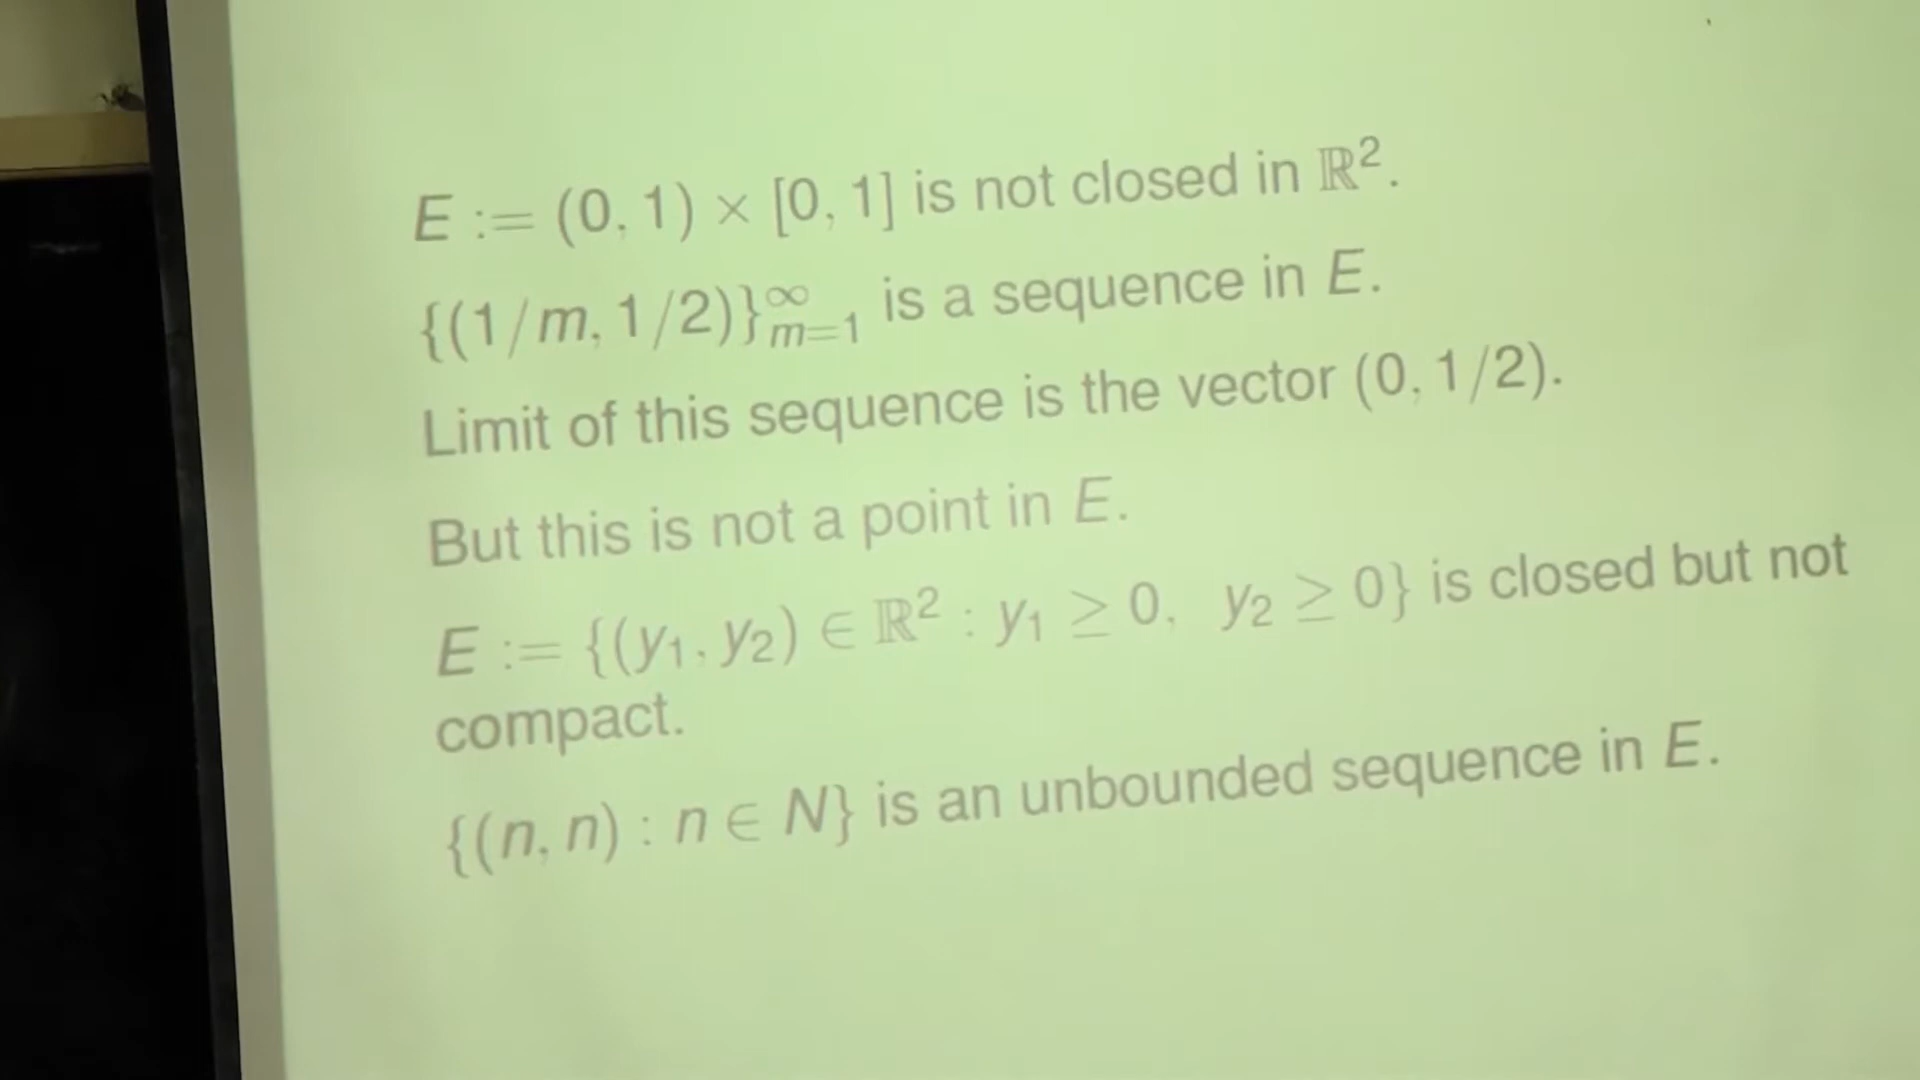 E := (0, 1) × [0, 1] is not closed in ℝ².
{(1/m, 1/2)}∞m=1 is a sequence in E.
Limit of this sequence is the vector (0, 1/2).
But this is not a point in E.
E := {(y₁, y₂) ∈ ℝ² : y₁ ≥ 0, y₂ ≥ 0} is closed but not
compact.
{(n, n) : n ∈ N} is an unbounded sequence in E.